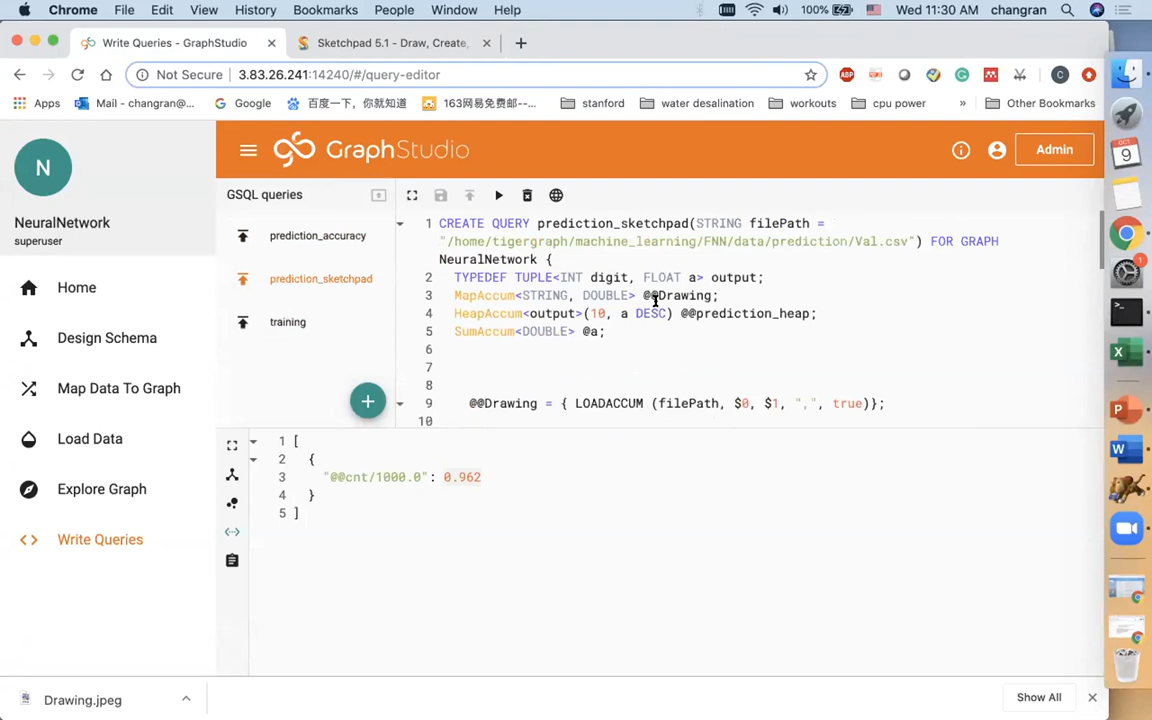 Chrome File Edit View History Bookmarks People Window Help 100% Wed 11:30 AM changran
Write Queries - GraphStudio Sketchpad 5.1 - Draw, Create,
Not Secure 3.83.26.241:14240/#/query-editor ABP C
Apps Mail - changran@... Google 百度一下，你就知道 163网易免费邮--... stanford water desalination workouts cpu power » Other Bookmarks
N
NeuralNetwork
superuser
Home
Design Schema
Map Data To Graph
Load Data
Explore Graph
Write Queries
GraphStudio Admin
GSQL queries
prediction_accuracy
prediction_sketchpad
training
1 CREATE QUERY prediction_sketchpad(STRING filePath =
"/home/tigergraph/machine_learning/FNN/data/prediction/Val.csv") FOR GRAPH
NeuralNetwork {
2 TYPEDEF TUPLE<INT digit, FLOAT a> output;
3 MapAccum<STRING, DOUBLE> @@Drawing;
4 HeapAccum<output>(10, a DESC) @@prediction_heap;
5 SumAccum<DOUBLE> @a;
6
7
8
9 @@Drawing = { LOADACCUM (filePath, $0, $1, ",", true)};
10
1 [
2 {
3 "@@cnt/1000.0": 0.962
4 }
5 ]
OCT
9
1
Drawing.jpeg Show All